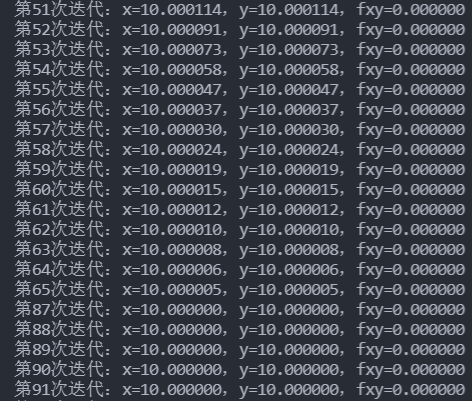 第51次迭代：x=10.000114，y=10.000114，fxy=0.000000
第52次迭代：x=10.000091，y=10.000091，fxy=0.000000
第53次迭代：x=10.000073，y=10.000073，fxy=0.000000
第54次迭代：x=10.000058，y=10.000058，fxy=0.000000
第55次迭代：x=10.000047，y=10.000047，fxy=0.000000
第56次迭代：x=10.000037，y=10.000037，fxy=0.000000
第57次迭代：x=10.000030，y=10.000030，fxy=0.000000
第58次迭代：x=10.000024，y=10.000024，fxy=0.000000
第59次迭代：x=10.000019，y=10.000019，fxy=0.000000
第60次迭代：x=10.000015，y=10.000015，fxy=0.000000
第61次迭代：x=10.000012，y=10.000012，fxy=0.000000
第62次迭代：x=10.000010，y=10.000010，fxy=0.000000
第63次迭代：x=10.000008，y=10.000008，fxy=0.000000
第64次迭代：x=10.000006，y=10.000006，fxy=0.000000
第65次迭代：x=10.000005，y=10.000005，fxy=0.000000
第87次迭代：x=10.000000，y=10.000000，fxy=0.000000
第88次迭代：x=10.000000，y=10.000000，fxy=0.000000
第89次迭代：x=10.000000，y=10.000000，fxy=0.000000
第90次迭代：x=10.000000，y=10.000000，fxy=0.000000
第91次迭代：x=10.000000，y=10.000000，fxy=0.000000